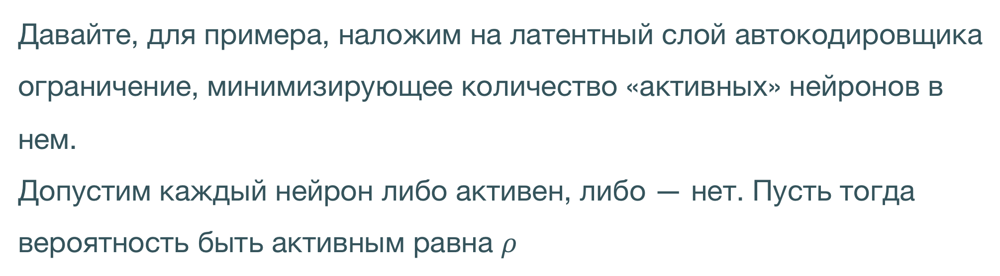 Давайте, для примера, наложим на латентный слой автокодировщика
ограничение, минимизирующее количество «активных» нейронов в
нем.
Допустим каждый нейрон либо активен, либо — нет. Пусть тогда
вероятность быть активным равна ρ